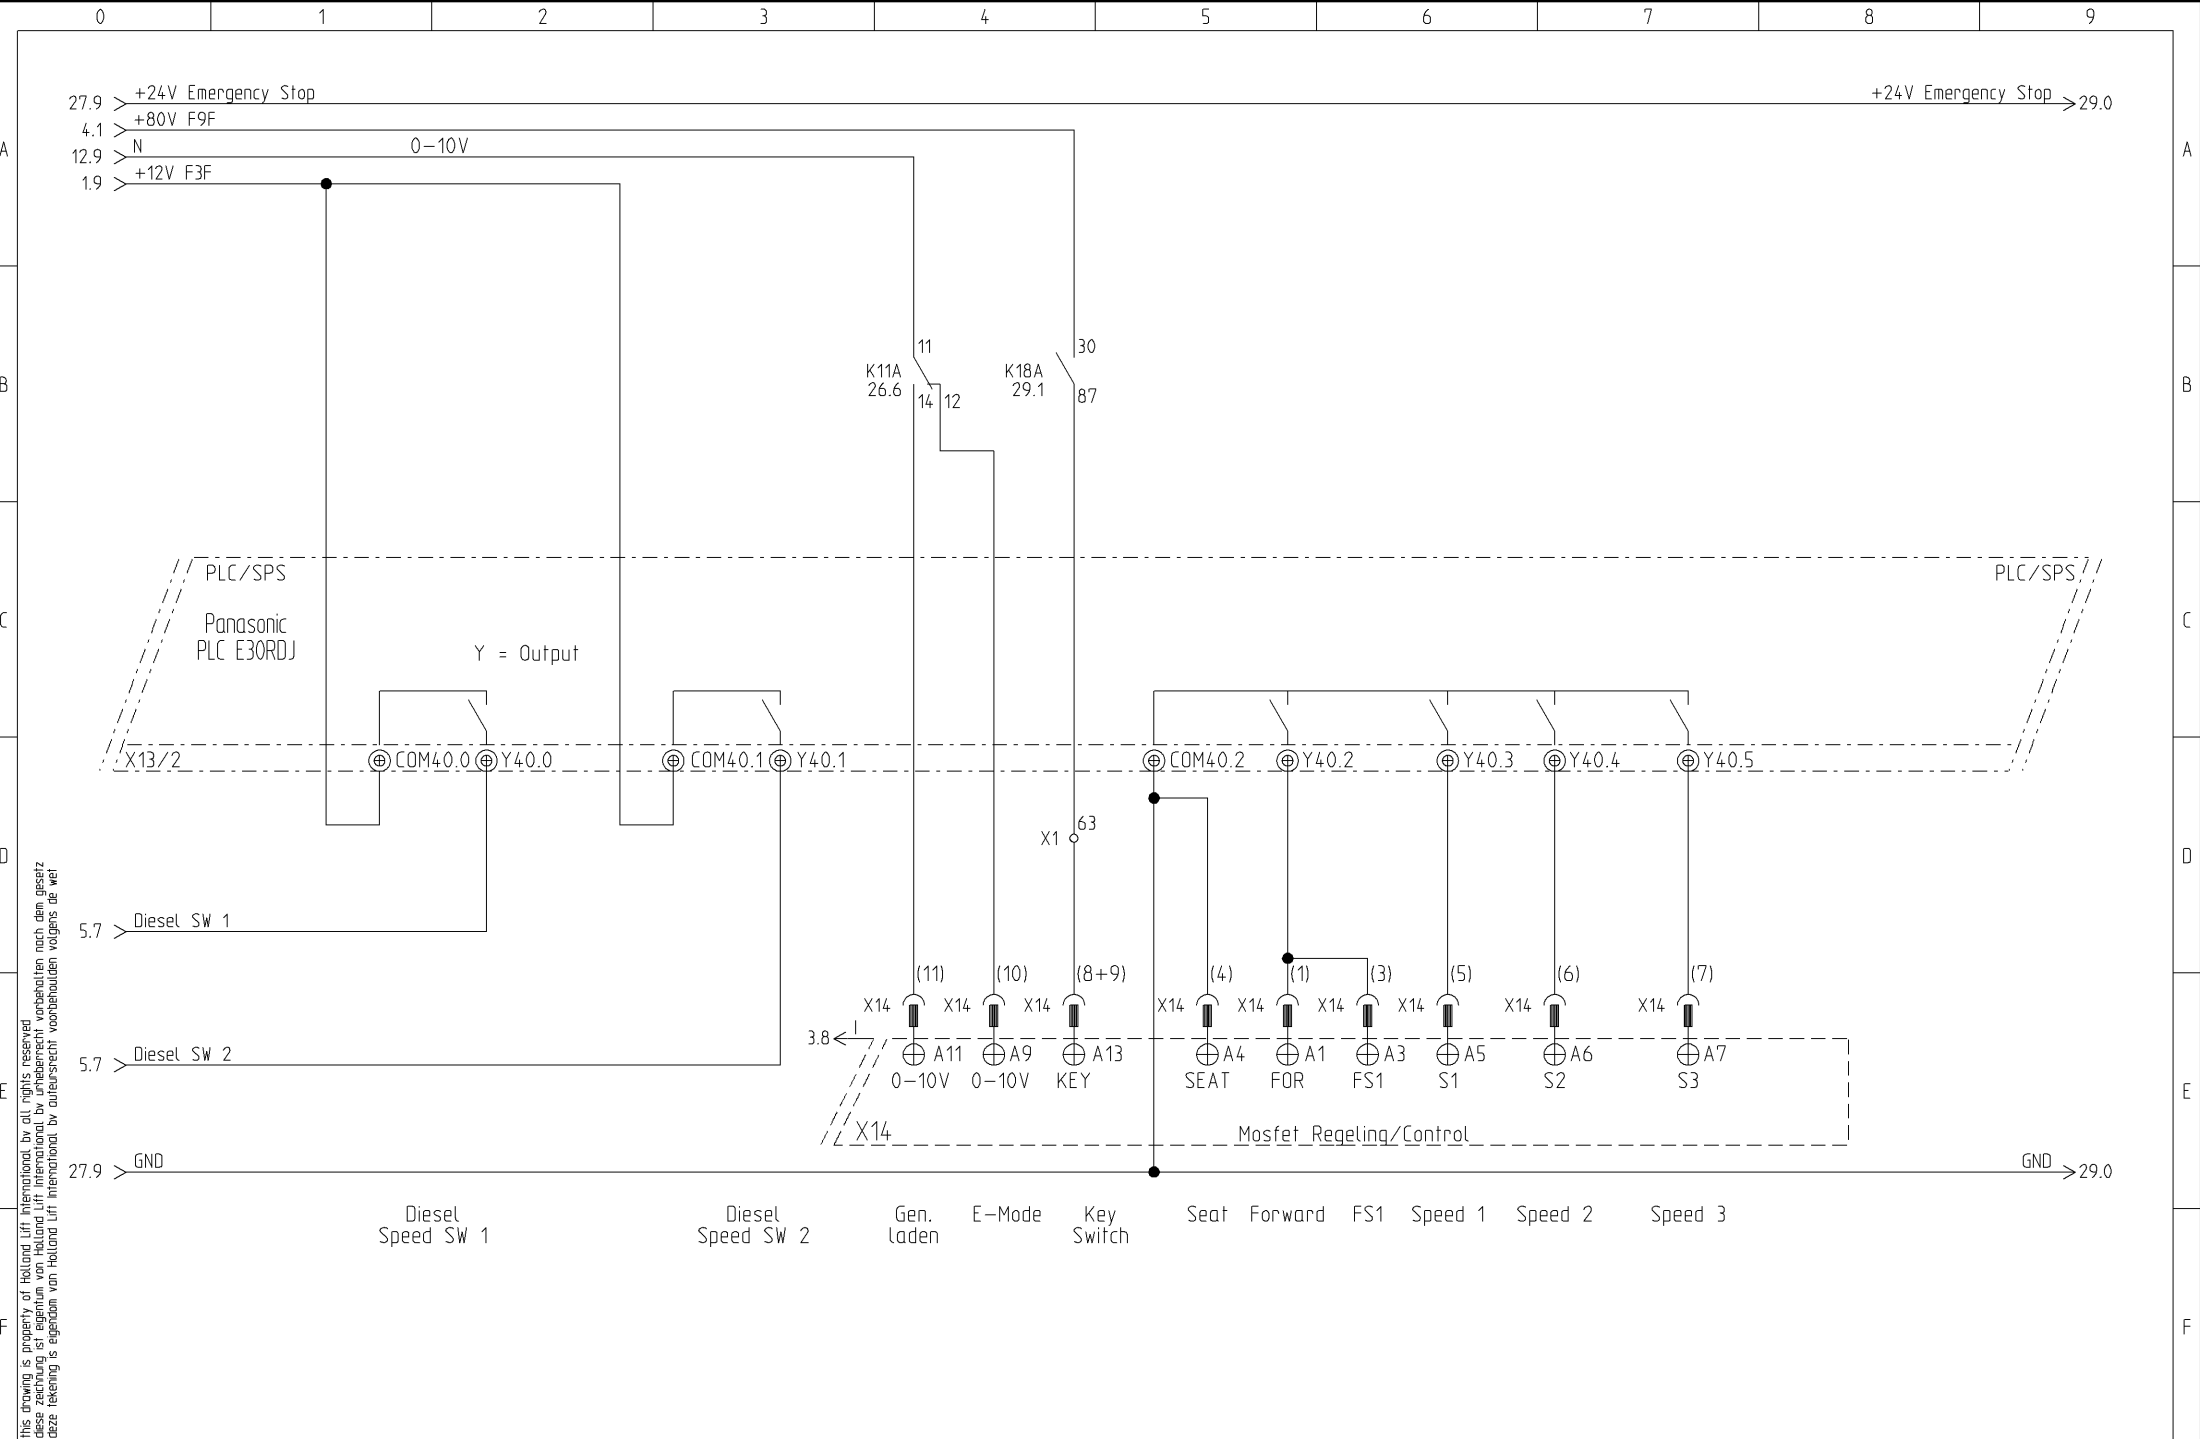 0 1 2 3 4 5 6 7 8 9
+24V Emergency Stop
27.9
+24V Emergency Stop
29.0
+80V F9F
4.1
N
0-10V
12.9
+12V F3F
1.9
A
A
B
B
11
K11A
26.6
14
12
30
K18A
29.1
87
C
C
PLC/SPS
PLC/SPS
Panasonic
PLC E30RDJ
Y = Output
X13/2
COM40.0
Y40.0
COM40.1
Y40.1
COM40.2
Y40.2
Y40.3
Y40.4
Y40.5
63
X1
D
D
Diesel SW 1
5.7
(11)
(10)
(8+9)
(4)
(1)
(3)
(5)
(6)
(7)
X14
X14
X14
X14
X14
X14
X14
X14
X14
3.8
Diesel SW 2
5.7
A11
A9
A13
A4
A1
A3
A5
A6
A7
0-10V
0-10V
KEY
SEAT
FOR
FS1
S1
S2
S3
E
E
X14
Mosfet Regeling/Control
GND
27.9
GND
29.0
Diesel
Speed SW 1
Diesel
Speed SW 2
Gen.
laden
E-Mode
Key
Switch
Seat
Forward
FS1
Speed 1
Speed 2
Speed 3
F
F
this drawing is property of Holland Lift International bv all rights reserved
diese zeichnung ist eigentum von Holland Lift International bv urheberrecht vorbehalten nach dem gesetz
deze tekening is eigendom van Holland Lift International bv auteursrecht voorbehoulden volgens de wet